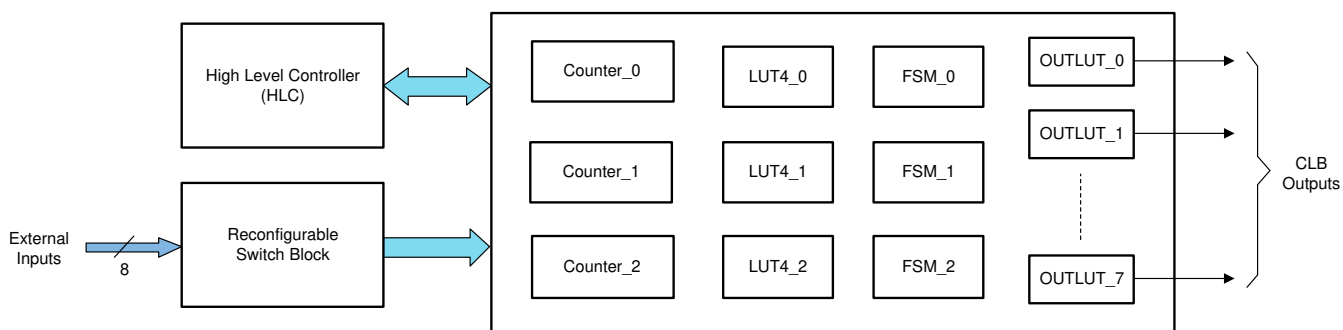 High Level Controller
(HLC)
Counter_0
LUT4_0
FSM_0
OUTLUT_0
OUTLUT_1
Counter_1
LUT4_1
FSM_1
CLB
Outputs
External
Inputs
8
Reconfigurable
Switch Block
Counter_2
LUT4_2
FSM_2
OUTLUT_7